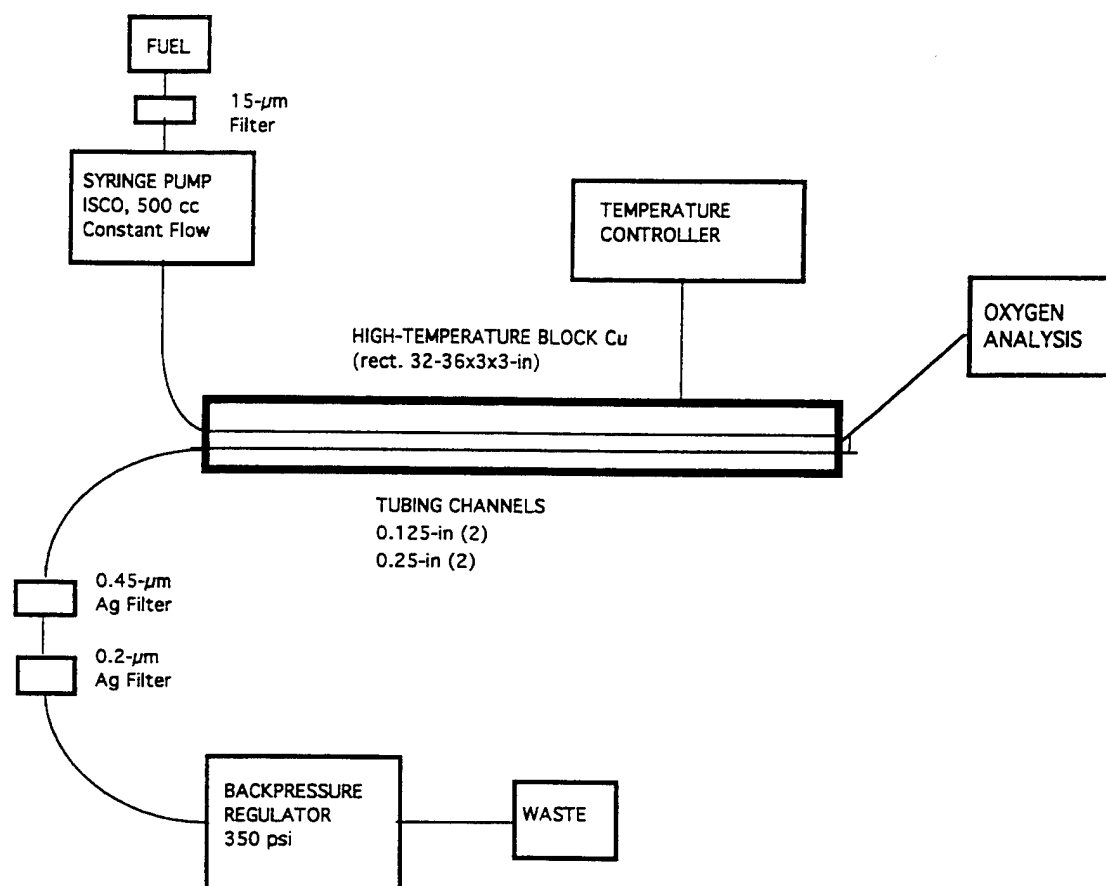 FUEL
15-μm
Filter
SYRINGE PUMP
ISCO, 500 cc
Constant Flow
TEMPERATURE
CONTROLLER
OXYGEN
ANALYSIS
HIGH-TEMPERATURE BLOCK Cu
(rect. 32-36x3x3-in)
TUBING CHANNELS
0.125-in (2)
0.25-in (2)
0.45-μm
Ag Filter
0.2-μm
Ag Filter
BACKPRESSURE
REGULATOR
350 psi
WASTE